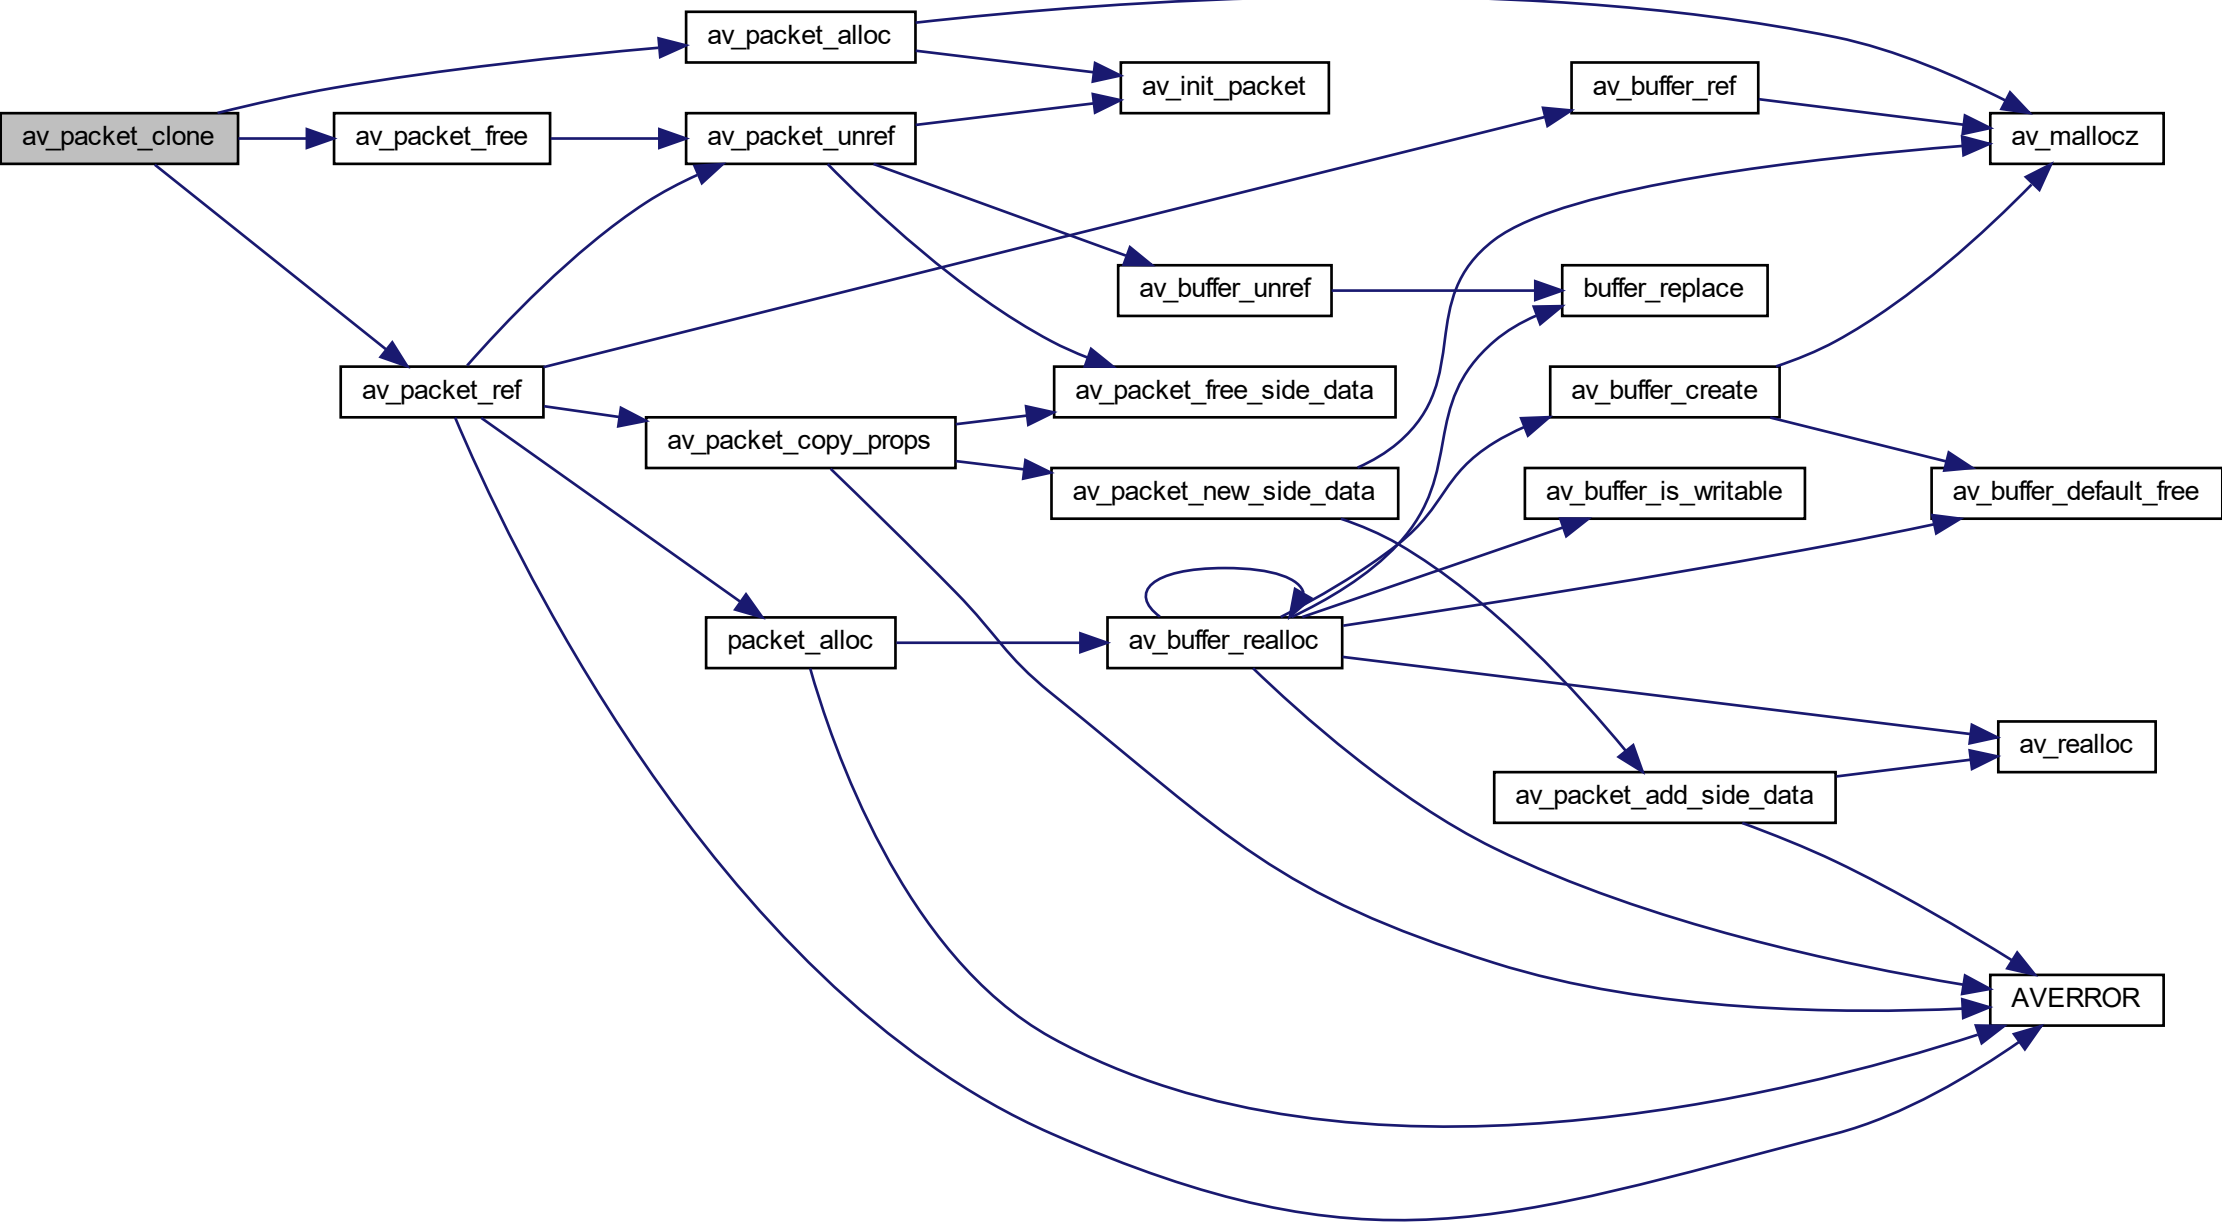 av_packet_alloc
av_init_packet
av_buffer_ref
av_packet_clone
av_packet_free
av_packet_unref
av_mallocz
av_buffer_unref
buffer_replace
av_packet_ref
av_packet_free_side_data
av_buffer_create
av_packet_copy_props
av_packet_new_side_data
av_buffer_is_writable
av_buffer_default_free
packet_alloc
av_buffer_realloc
av_realloc
av_packet_add_side_data
AVERROR